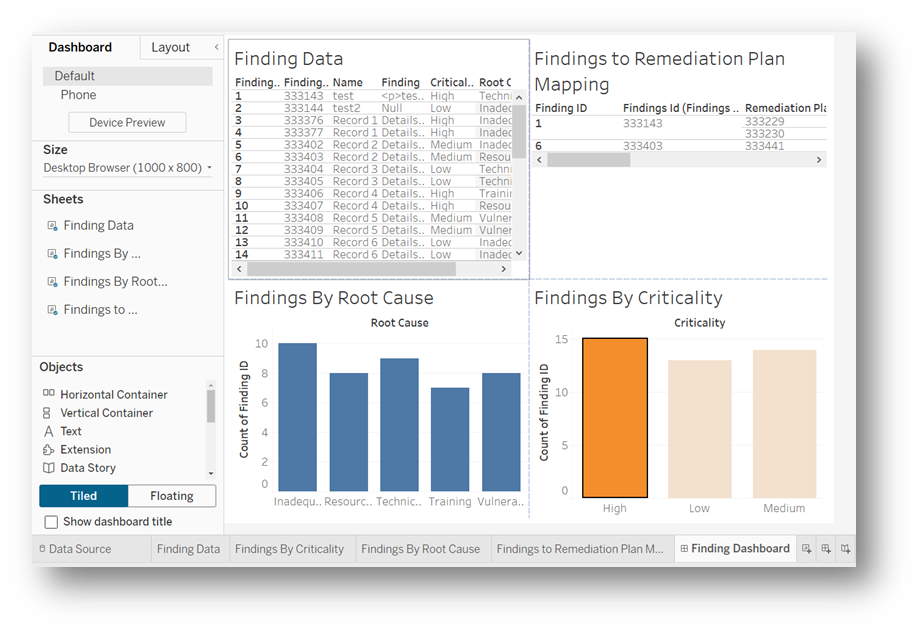 Dashboard
Layout
<
Default
Phone
Device Preview
Size
Desktop Browser (1000 x 800)
Sheets
Finding Data
Findings By ...
Findings By Root...
Findings to ...
Objects
Horizontal Container
Vertical Container
Text
Extension
Data Story
Tiled
Floating
Show dashboard title
Finding Data
Finding.. Finding.. Name Finding Critical.. Root C
1 333143 test <p>tes.. High Techni
2 333144 test2 Null Low Inadec
3 333376 Record 1 Details.. High Inadec
4 333377 Record 1 Details.. High Inadec
5 333402 Record 2 Details.. Medium Inadec
6 333403 Record 2 Details.. Medium Resou
7 333404 Record 3 Details.. Low Techni
8 333405 Record 3 Details.. Low Techni
9 333406 Record 4 Details.. High Trainir
10 333407 Record 4 Details.. High Resou
11 333408 Record 5 Details.. Medium Vulner
12 333409 Record 5 Details.. Medium Vulner
13 333410 Record 6 Details.. Low Inadec
14 333411 Record 6 Details.. Low Inadec
Findings to Remediation Plan
Mapping
Finding ID Findings Id (Findings .. Remediation Pla
1 333143 333229
333230
6 333403 333441
Findings By Root Cause
Root Cause
Count of Finding ID
10
8
6
4
2
0
Inadequ.. Resourc.. Technic.. Training Vulnera..
Findings By Criticality
Criticality
Count of Finding ID
15
10
5
0
High Low Medium
Data Source Finding Data Findings By Criticality Findings By Root Cause Findings to Remediation Plan M... Finding Dashboard